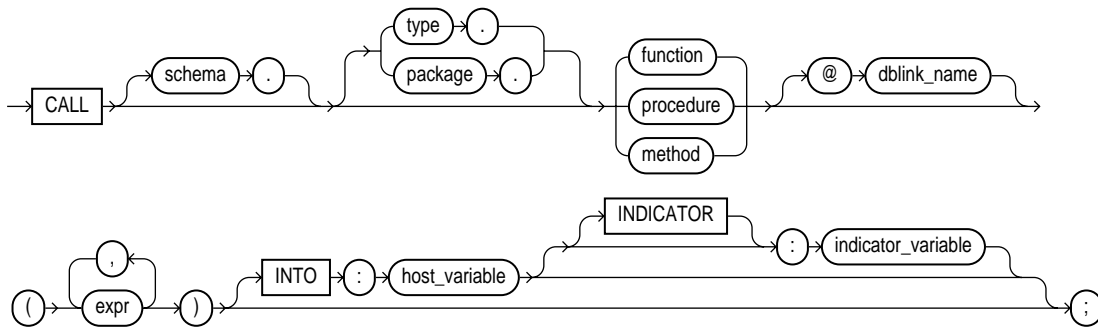 type .
schema . package . function @ dblink_name
CALL procedure
method
INDICATOR
, : indicator_variable
INTO : host_variable
( expr ) ;